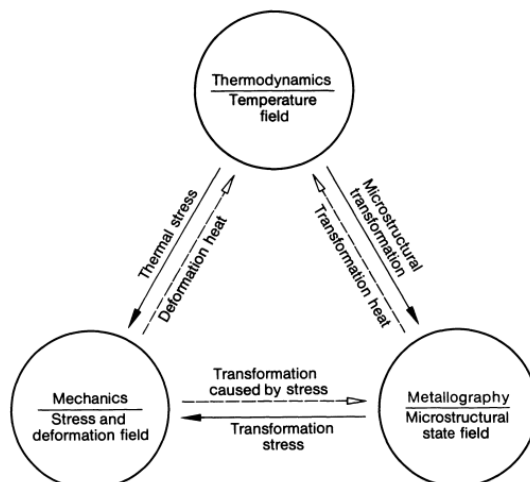 Thermodynamics
Temperature
field
Thermal stress
Deformation heat
Microstructural
transformation
Transformation heat
Mechanics
Stress and
deformation field
Transformation
caused by stress
Transformation
stress
Metallography
Microstructural
state field